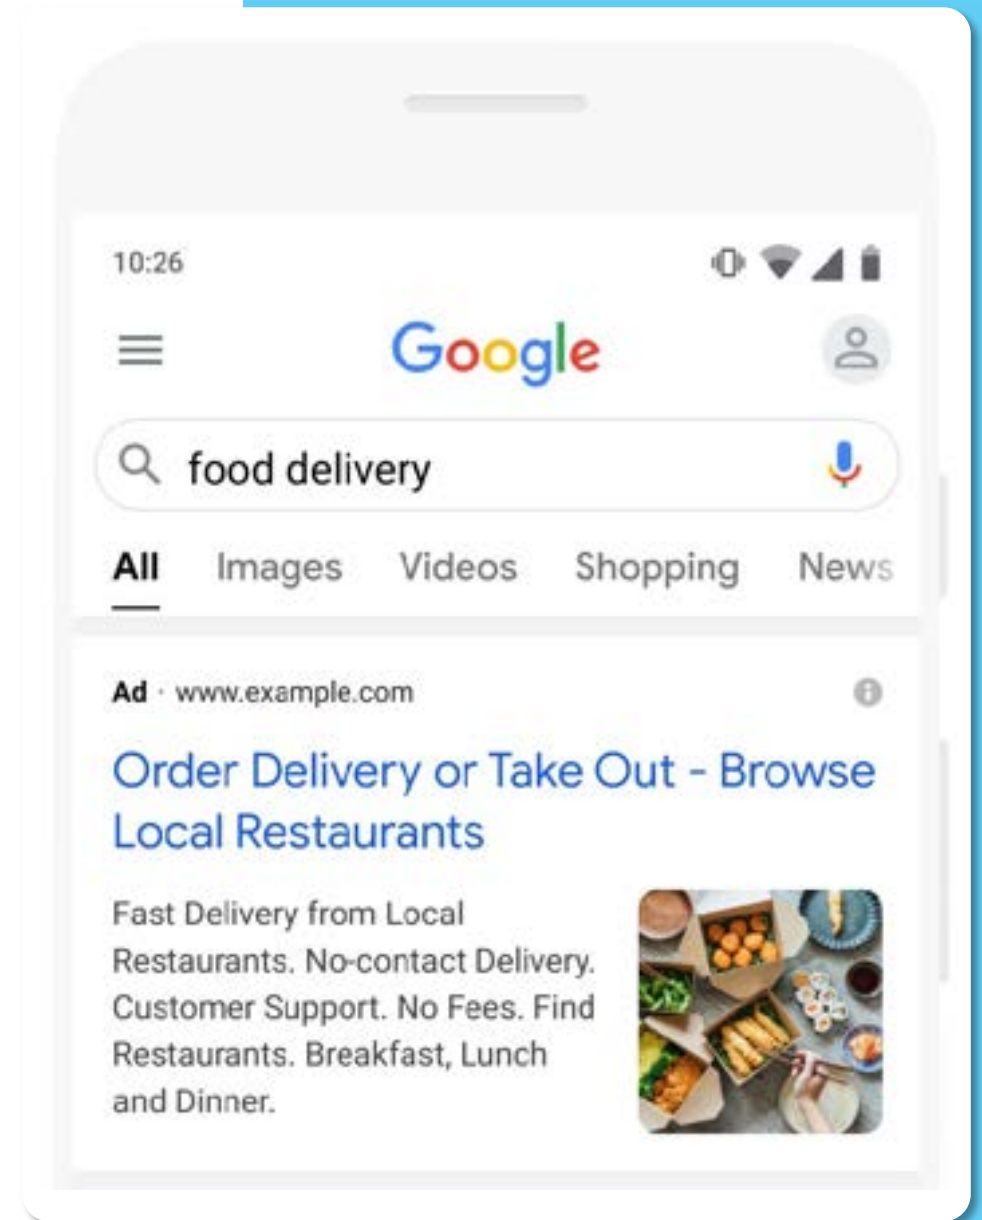 10:26
Google
food delivery
All Images Videos Shopping News
Ad · www.example.com
Order Delivery or Take Out - Browse
Local Restaurants
Fast Delivery from Local
Restaurants. No-contact Delivery.
Customer Support. No Fees. Find
Restaurants. Breakfast, Lunch
and Dinner.